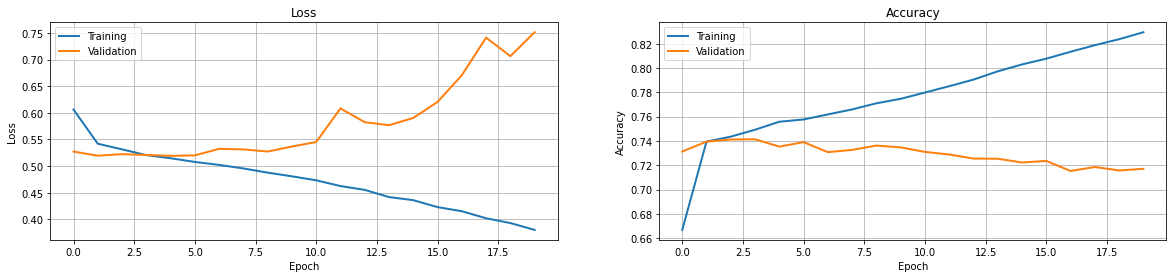 Loss
Training
Validation
0.75
0.70
0.65
0.60
0.55
0.50
0.45
0.40
Loss
0.0 2.5 5.0 7.5 10.0 12.5 15.0 17.5
Epoch
Accuracy
Training
Validation
0.82
0.80
0.78
0.76
0.74
0.72
0.70
0.68
0.66
Accuracy
0.0 2.5 5.0 7.5 10.0 12.5 15.0 17.5
Epoch